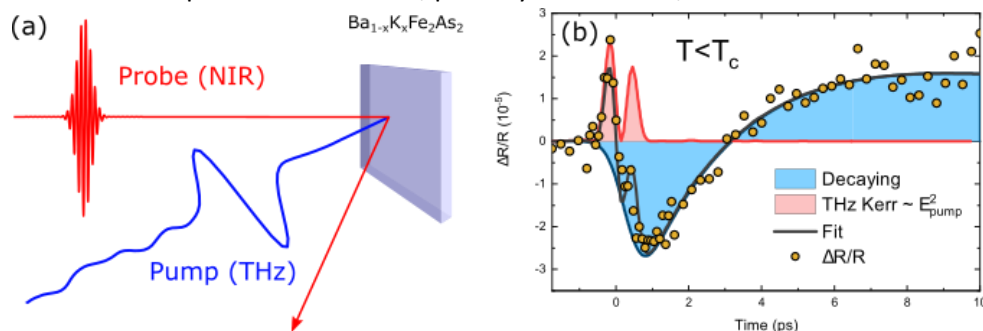 (a)
Ba1-xKxFe2As2
Probe (NIR)
Pump (THz)
(b)
T<Tc
ΔR/R (10-5)
3
2
1
0
-1
-2
-3
Decaying
THz Kerr ~ E2pump
Fit
ΔR/R
0 2 4 6 8 10
Time (ps)